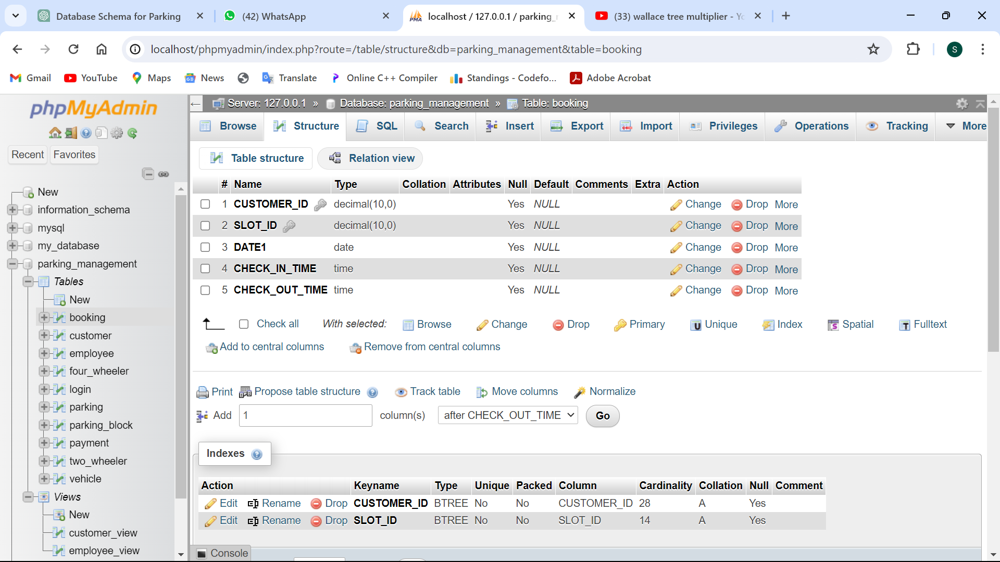 Database Schema for Parking
(42) WhatsApp
localhost / 127.0.0.1 / parking_
(33) wallace tree multiplier - Yo
localhost/phpmyadmin/index.php?route=/table/structure&db=parking_management&table=booking
S
Gmail YouTube Maps News Translate Online C++ Compiler Standings - Codefo... Adobe Acrobat
phpMyAdmin
Recent Favorites
New
information_schema
mysql
my_database
parking_management
Tables
New
booking
customer
employee
four_wheeler
login
parking
parking_block
payment
two_wheeler
vehicle
Views
New
customer_view
employee_view
Server: 127.0.0.1 » Database: parking_management » Table: booking
Browse Structure SQL Search Insert Export Import Privileges Operations Tracking More
Table structure Relation view
# Name Type Collation Attributes Null Default Comments Extra Action
1 CUSTOMER_ID decimal(10,0) Yes NULL Change Drop More
2 SLOT_ID decimal(10,0) Yes NULL Change Drop More
3 DATE1 date Yes NULL Change Drop More
4 CHECK_IN_TIME time Yes NULL Change Drop More
5 CHECK_OUT_TIME time Yes NULL Change Drop More
Check all With selected: Browse Change Drop Primary Unique Index Spatial Fulltext
Add to central columns Remove from central columns
Print Propose table structure Track table Move columns Normalize
Add 1 column(s) after CHECK_OUT_TIME Go
Indexes
Action Keyname Type Unique Packed Column Cardinality Collation Null Comment
Edit Rename Drop CUSTOMER_ID BTREE No No CUSTOMER_ID 28 A Yes
Edit Rename Drop SLOT_ID BTREE No No SLOT_ID 14 A Yes
Console